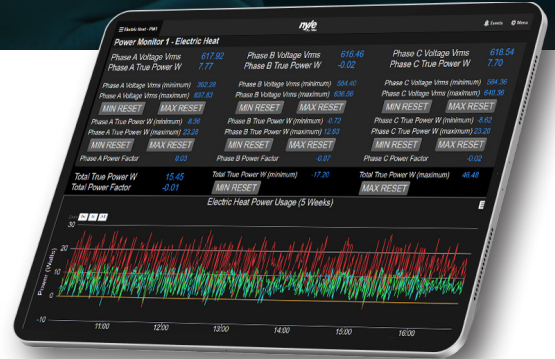 Electric Heat - PM1
nyle
Events
Menu
Power Monitor 1 - Electric Heat
Phase A Voltage Vrms 617.92
Phase B Voltage Vrms 616.46
Phase C Voltage Vrms 616.54
Phase A True Power W 7.77
Phase B True Power W -0.02
Phase C True Power W 7.70
Phase A Voltage Vrms (minimum) 362.28
Phase B Voltage Vrms (minimum) 584.40
Phase C Voltage Vrms (minimum) 584.36
Phase A Voltage Vrms (maximum) 637.83
Phase B Voltage Vrms (maximum) 636.56
Phase C Voltage Vrms (maximum) 640.36
MIN RESET MAX RESET
MIN RESET MAX RESET
MIN RESET MAX RESET
Phase A True Power W (minimum) -8.36
Phase B True Power W (minimum) -0.72
Phase C True Power W (minimum) -8.62
Phase A True Power W (maximum) 23.28
Phase B True Power W (maximum) 12.63
Phase C True Power W (maximum) 23.20
MIN RESET MAX RESET
MIN RESET MAX RESET
MIN RESET MAX RESET
Phase A Power Factor 0.03
Phase B Power Factor -0.07
Phase C Power Factor -0.02
Total True Power W 15.45
Total True Power W (minimum) -17.20
Total True Power W (maximum) 46.48
Total Power Factor -0.01
MIN RESET
MAX RESET
Electric Heat Power Usage (5 Weeks)
Power (Watts)
30
20
10
0
-10
11:00 12:00 13:00 14:00 15:00 16:00